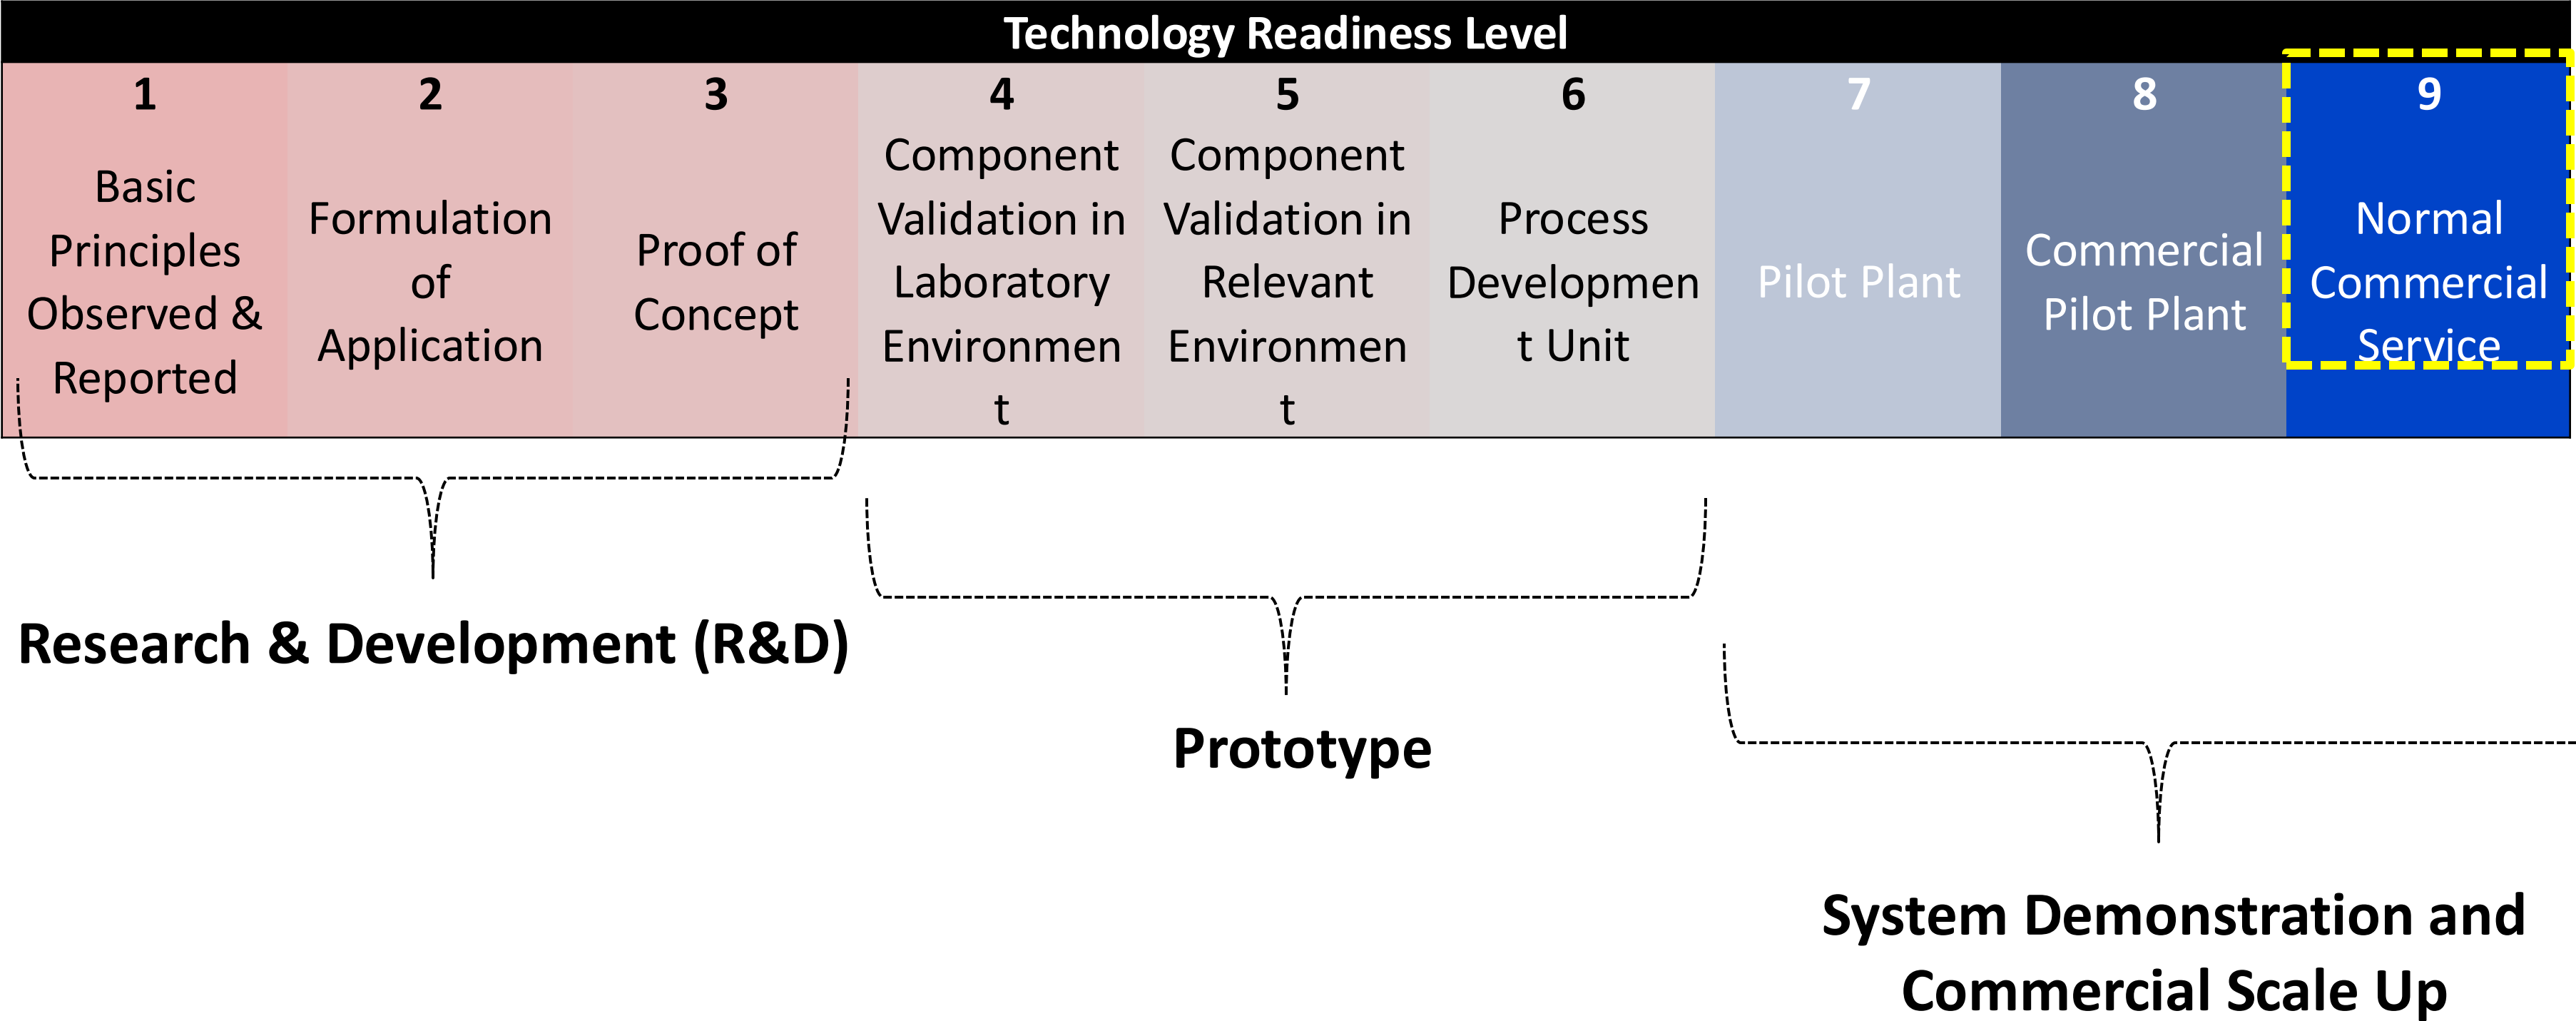 Technology Readiness Level
1
Basic
Principles
Observed &
Reported
2
Formulation
of
Application
3
Proof of
Concept
4
Component
Validation in
Laboratory
Environmen
t
5
Component
Validation in
Relevant
Environmen
t
6
Process
Developmen
t Unit
7
Pilot Plant
8
Commercial
Pilot Plant
9
Normal
Commercial
Service
Research & Development (R&D)
Prototype
System Demonstration and
Commercial Scale Up